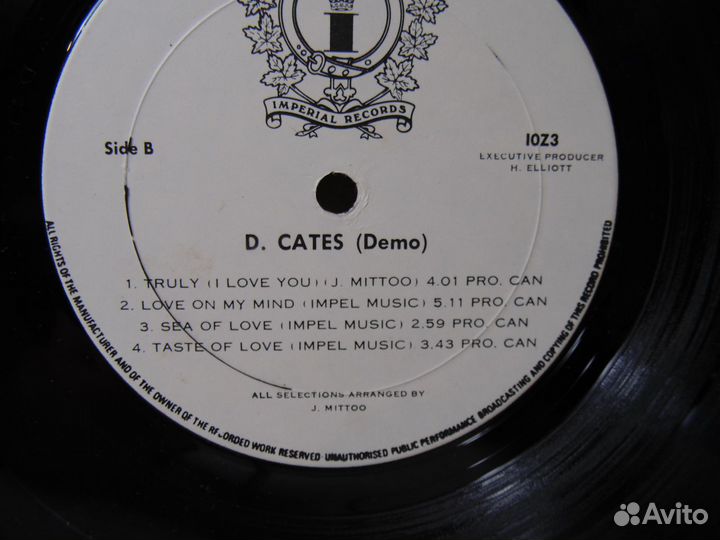 I
IMPERIAL RECORDS
Side B
IOZ3
EXECUTIVE PRODUCER
H. ELLIOTT
D. CATES (Demo)
1. TRULY (I LOVE YOU) (J. MITTOO) 4.01 PRO. CAN
2. LOVE ON MY MIND (IMPEL MUSIC) 5.11 PRO. CAN
3. SEA OF LOVE (IMPEL MUSIC) 2.59 PRO. CAN
4. TASTE OF LOVE (IMPEL MUSIC) 3.43 PRO. CAN
ALL SELECTIONS ARRANGED BY
J. MITTOO
ALL RIGHTS OF THE MANUFACTURER AND OF THE OWNER OF THE RECORDED WORK RESERVED·UNAUTHORISED PUBLIC PERFORMANCE BROADCASTING AND COPYING OF THIS RECORD PROHIBITED
Avito